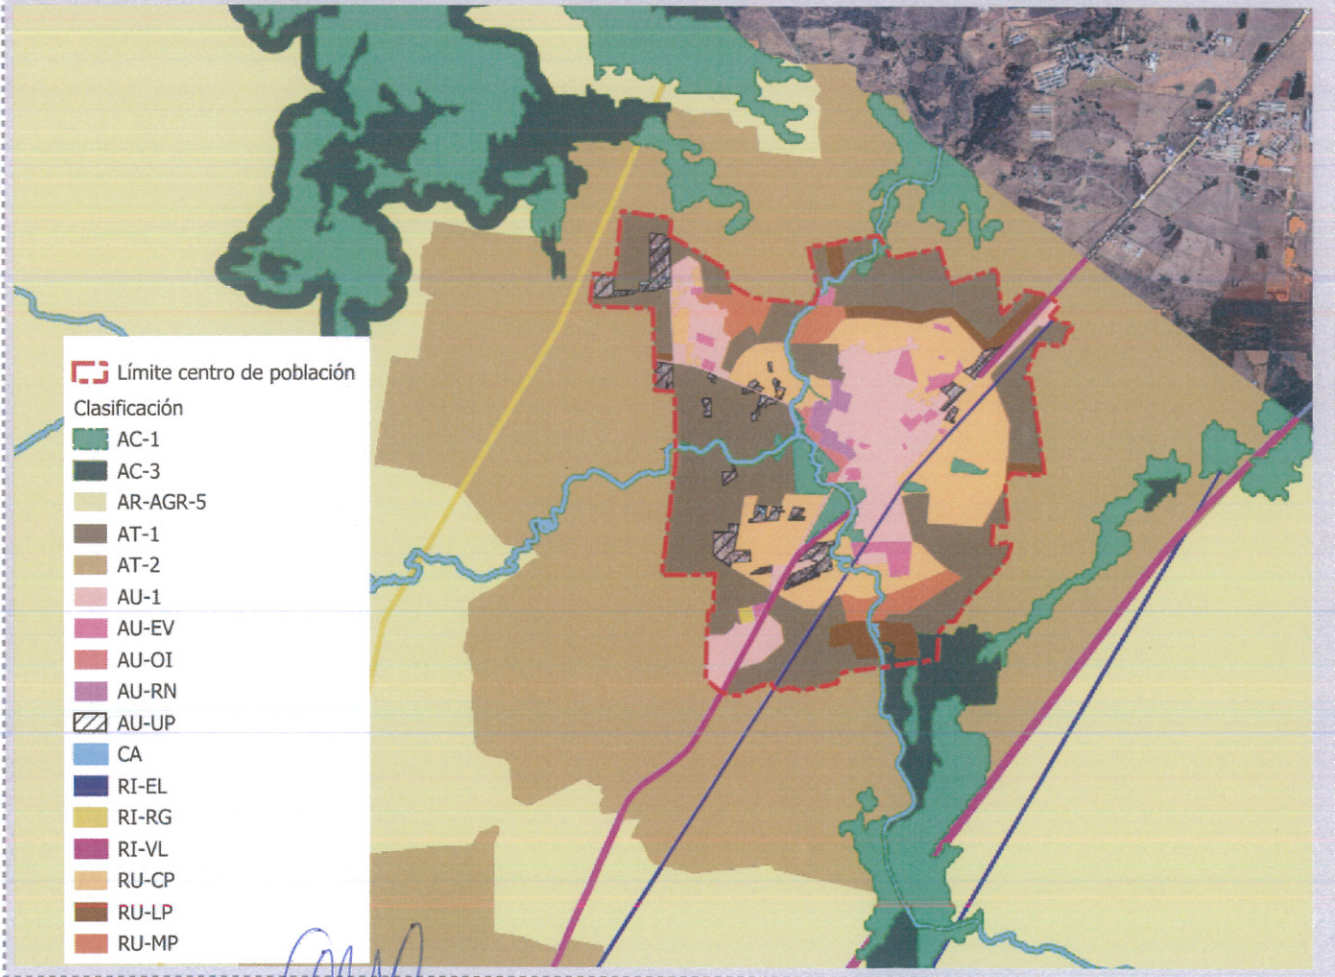 Límite centro de población
Clasificación
AC-1
AC-3
AR-AGR-5
AT-1
AT-2
AU-1
AU-EV
AU-OI
AU-RN
AU-UP
CA
RI-EL
RI-RG
RI-VL
RU-CP
RU-LP
RU-MP